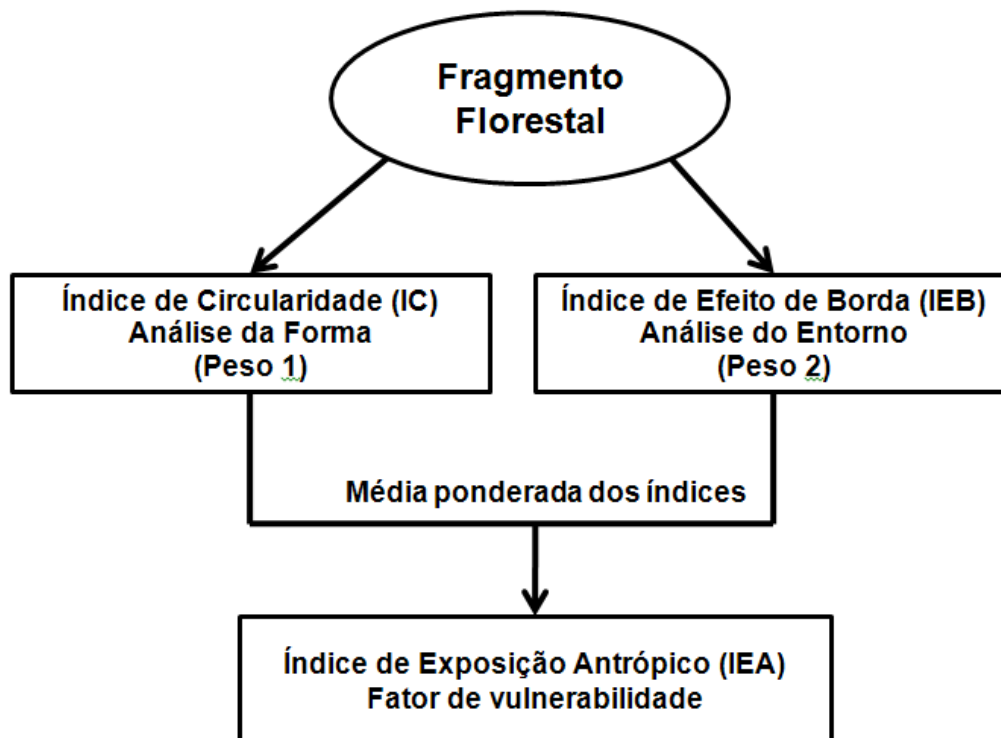 Fragmento
Florestal
Índice de Circularidade (IC)
Análise da Forma
(Peso 1)
Índice de Efeito de Borda (IEB)
Análise do Entorno
(Peso 2)
Média ponderada dos índices
Índice de Exposição Antrópico (IEA)
Fator de vulnerabilidade